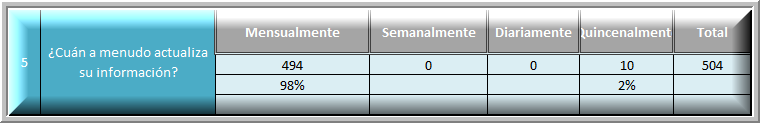 5 ¿Cuán a menudo actualiza su información? Mensualmente Semanalmente Diariamente Quincenalment Total
494 0 0 10 504
98% 2%